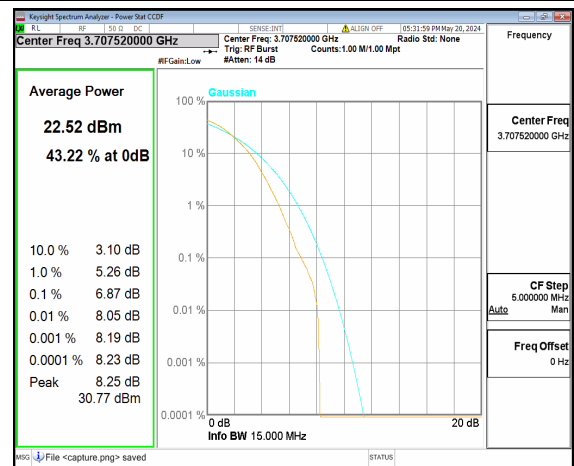 Keysight Spectrum Analyzer - Power Stat CCDF
RL RF 50 Ω DC SENSE:INT ALIGN OFF 05:31:59 PM May 20, 2024
Center Freq 3.707520000 GHz
Center Freq: 3.707520000 GHz Radio Std: None
Trig: RF Burst Counts:1.00 M/1.00 Mpt
#IFGain:Low #Atten: 14 dB
Frequency
Average Power
22.52 dBm
43.22 % at 0dB
10.0 % 3.10 dB
1.0 % 5.26 dB
0.1 % 6.87 dB
0.01 % 8.05 dB
0.001 % 8.19 dB
0.0001 % 8.23 dB
Peak 8.25 dB
30.77 dBm
Gaussian
100 %
10 %
1 %
0.1 %
0.01 %
0.001 %
0.0001 %
0 dB 20 dB
Info BW 15.000 MHz
Center Freq
3.707520000 GHz
CF Step
5.000000 MHz
Auto Man
Freq Offset
0 Hz
MSG File <capture.png> saved STATUS